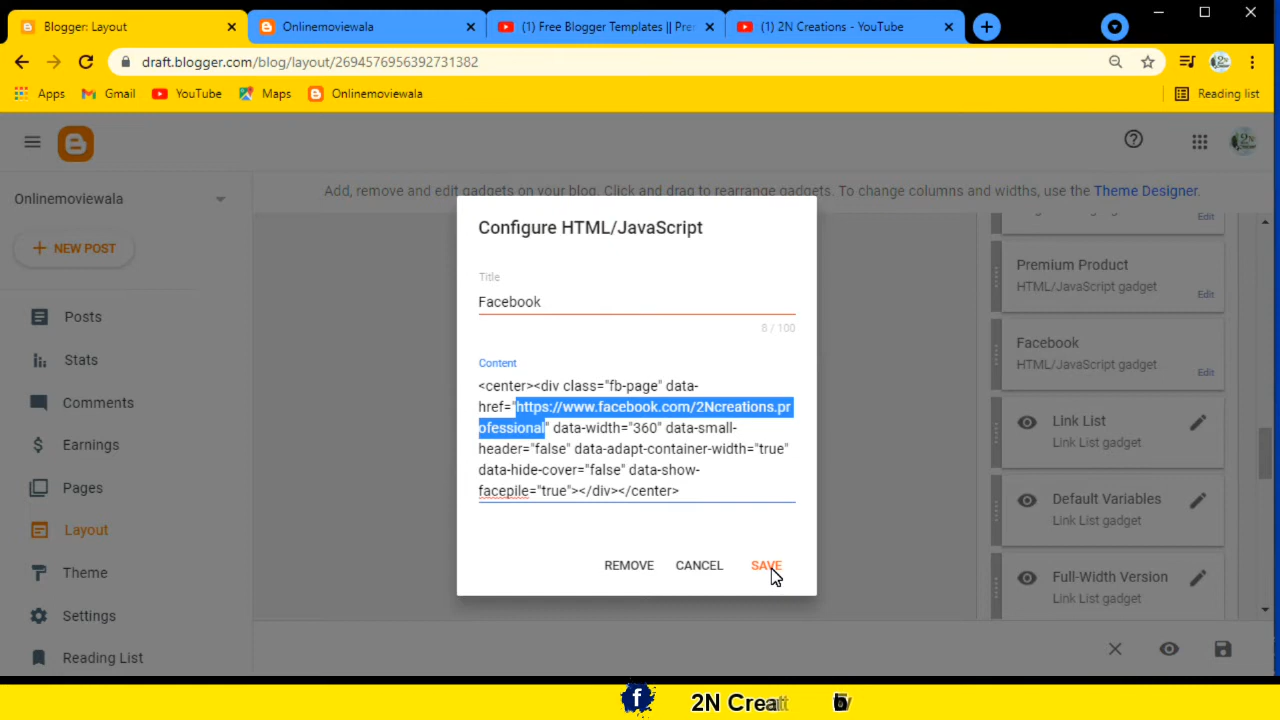 Blogger: Layout
Onlinemoviewala
(1) Free Blogger Templates || Pre
(1) 2N Creations - YouTube
draft.blogger.com/blog/layout/2694576956392731382
Apps
Gmail
YouTube
Maps
Onlinemoviewala
Reading list
Onlinemoviewala
Add, remove and edit gadgets on your blog. Click and drag to rearrange gadgets. To change columns and widths, use the Theme Designer.
NEW POST
Posts
Stats
Comments
Earnings
Pages
Layout
Theme
Settings
Reading List
Configure HTML/JavaScript
Title
Facebook
8 / 100
Content
<center><div class="fb-page" data-
href="https://www.facebook.com/2Ncreations.pr
ofessional" data-width="360" data-small-
header="false" data-adapt-container-width="true"
data-hide-cover="false" data-show-
facepile="true"></div></center>
REMOVE
CANCEL
SAVE
Edit
Premium Product
HTML/JavaScript gadget
Edit
Facebook
HTML/JavaScript gadget
Edit
Link List
Link List gadget
Default Variables
Link List gadget
Full-Width Version
Link List gadget
f
2N Creat